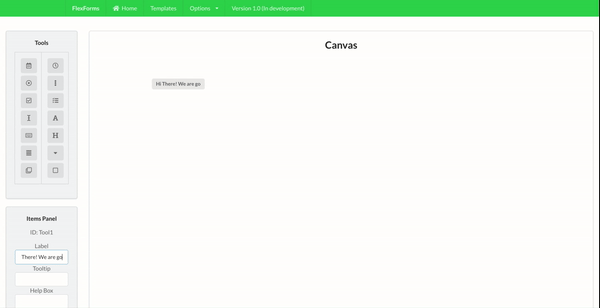 FlexForms Home Templates Options Version 1.0 (In development)
Tools
Canvas
Hi There! We are go
A
H
Items Panel
ID: Tool1
Label
There! We are go
Tooltip
Help Box